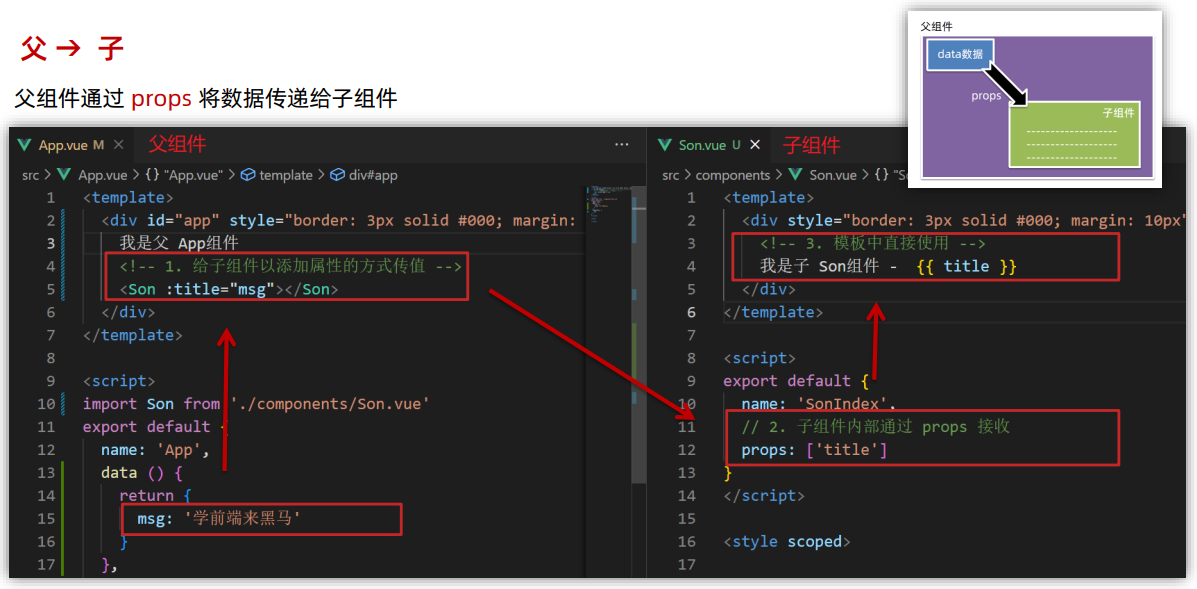 父 → 子
父组件通过 props 将数据传递给子组件
父组件
data数据
props
子组件
App.vue M ×
父组件
···
src > App.vue > {} "App.vue" > template > div#app
1 <template>
2 <div id="app" style="border: 3px solid #000; margin:
3 我是父 App组件
4 <!-- 1. 给子组件以添加属性的方式传值 -->
5 <Son :title="msg"></Son>
6 </div>
7 </template>
8
9 <script>
10 import Son from './components/Son.vue'
11 export default {
12 name: 'App',
13 data () {
14 return {
15 msg: '学前端来黑马'
16 }
17 },
Son.vue U ×
子组件
src > components > Son.vue > {} "S
1 <template>
2 <div style="border: 3px solid #000; margin: 10px"
3 <!-- 3. 模板中直接使用 -->
4 我是子 Son组件 - {{ title }}
5 </div>
6 </template>
7
8 <script>
9 export default {
10 name: 'SonIndex',
11 // 2. 子组件内部通过 props 接收
12 props: ['title']
13 }
14 </script>
15
16 <style scoped>
17